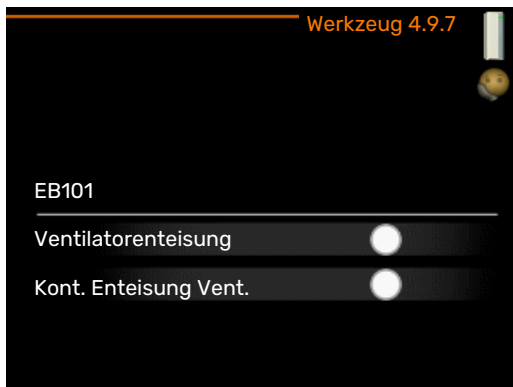 Werkzeug 4.9.7
EB101
Ventilatorenteisung
Kont. Enteisung Vent.